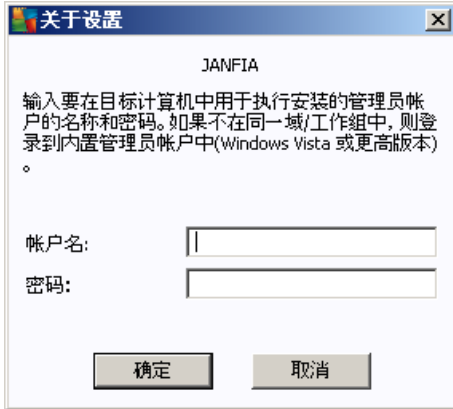 关于设置
JANFIA
输入要在目标计算机中用于执行安装的管理员帐
户的名称和密码。如果不在同一域/工作组中，则登
录到内置管理员帐户中(Windows Vista 或更高版本)
。
帐户名:
密码:
确定
取消